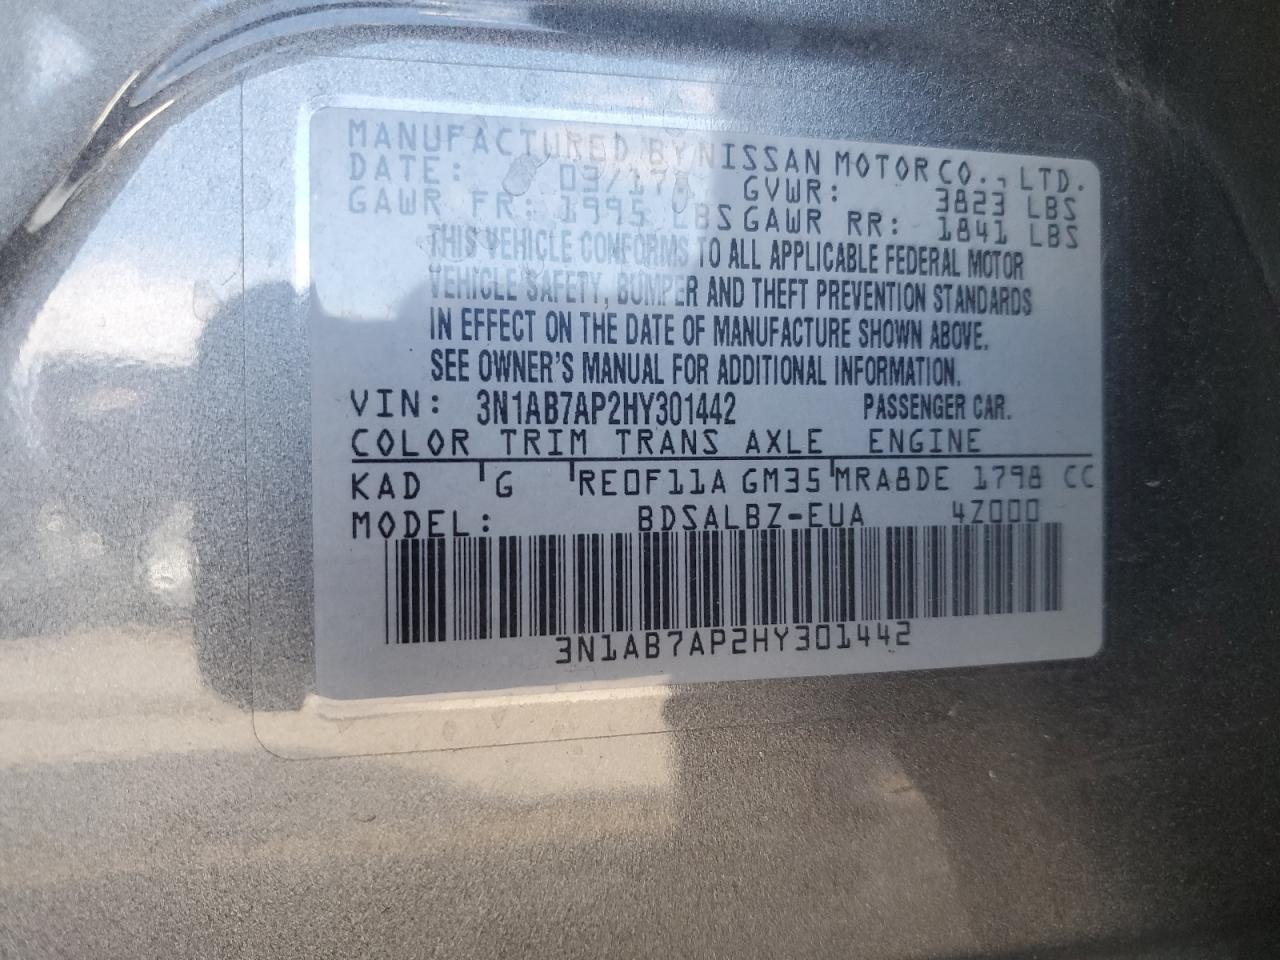 MANUFACTURED BY NISSAN MOTOR CO., LTD.
DATE: 03/17 GVWR: 3823 LBS
GAWR FR: 1995 LBS GAWR RR: 1841 LBS
THIS VEHICLE CONFORMS TO ALL APPLICABLE FEDERAL MOTOR
VEHICLE SAFETY, BUMPER AND THEFT PREVENTION STANDARDS
IN EFFECT ON THE DATE OF MANUFACTURE SHOWN ABOVE.
SEE OWNER'S MANUAL FOR ADDITIONAL INFORMATION.
VIN: 3N1AB7AP2HY301442 PASSENGER CAR.
COLOR TRIM TRANS AXLE ENGINE
KAD G RE0F11A GM35 MRA8DE 1798 CC
MODEL: BDSALBZ-EUA 4Z000
3N1AB7AP2HY301442